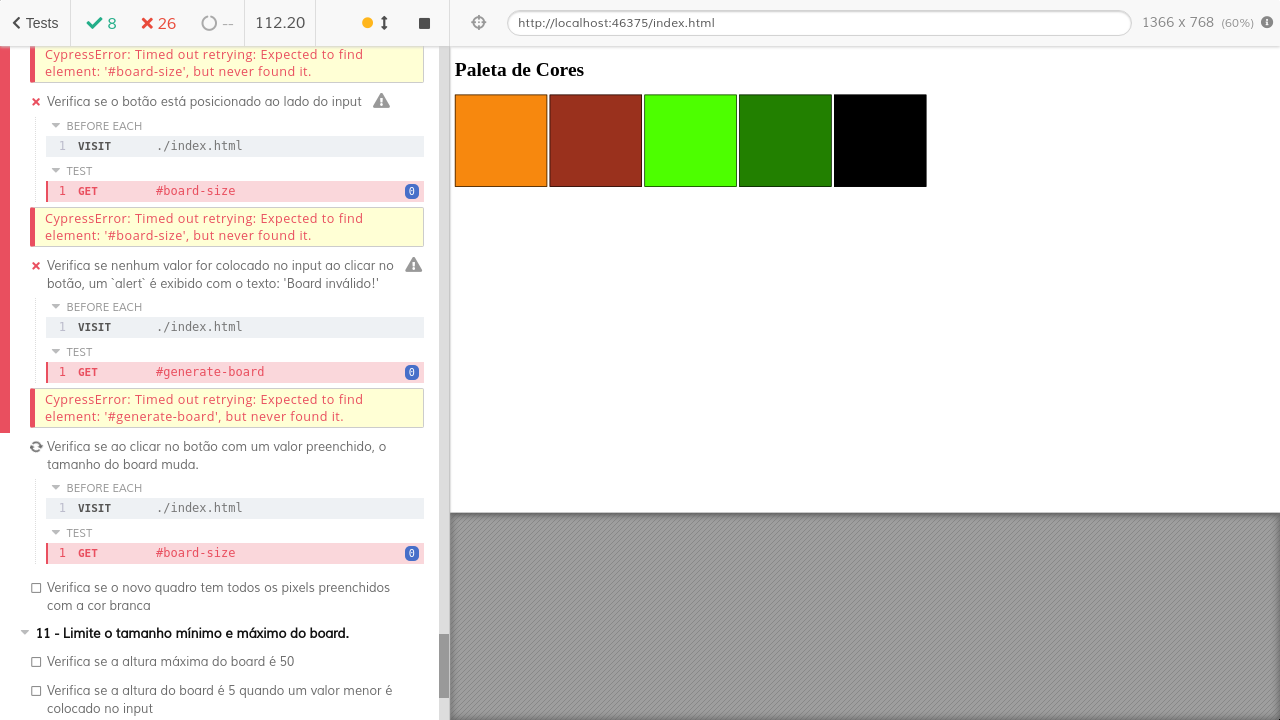 Tests
8
26
--
112.20
http://localhost:46375/index.html
1366 x 768 (60%)
CypressError: Timed out retrying: Expected to find
element: '#board-size', but never found it.
Verifica se o botão está posicionado ao lado do input
BEFORE EACH
1 VISIT ./index.html
TEST
1 GET #board-size 0
CypressError: Timed out retrying: Expected to find
element: '#board-size', but never found it.
Verifica se nenhum valor for colocado no input ao clicar no
botão, um `alert` é exibido com o texto: 'Board inválido!'
BEFORE EACH
1 VISIT ./index.html
TEST
1 GET #generate-board 0
CypressError: Timed out retrying: Expected to find
element: '#generate-board', but never found it.
Verifica se ao clicar no botão com um valor preenchido, o
tamanho do board muda.
BEFORE EACH
1 VISIT ./index.html
TEST
1 GET #board-size 0
Verifica se o novo quadro tem todos os pixels preenchidos
com a cor branca
11 - Limite o tamanho mínimo e máximo do board.
Verifica se a altura máxima do board é 50
Verifica se a altura do board é 5 quando um valor menor é
colocado no input
Paleta de Cores